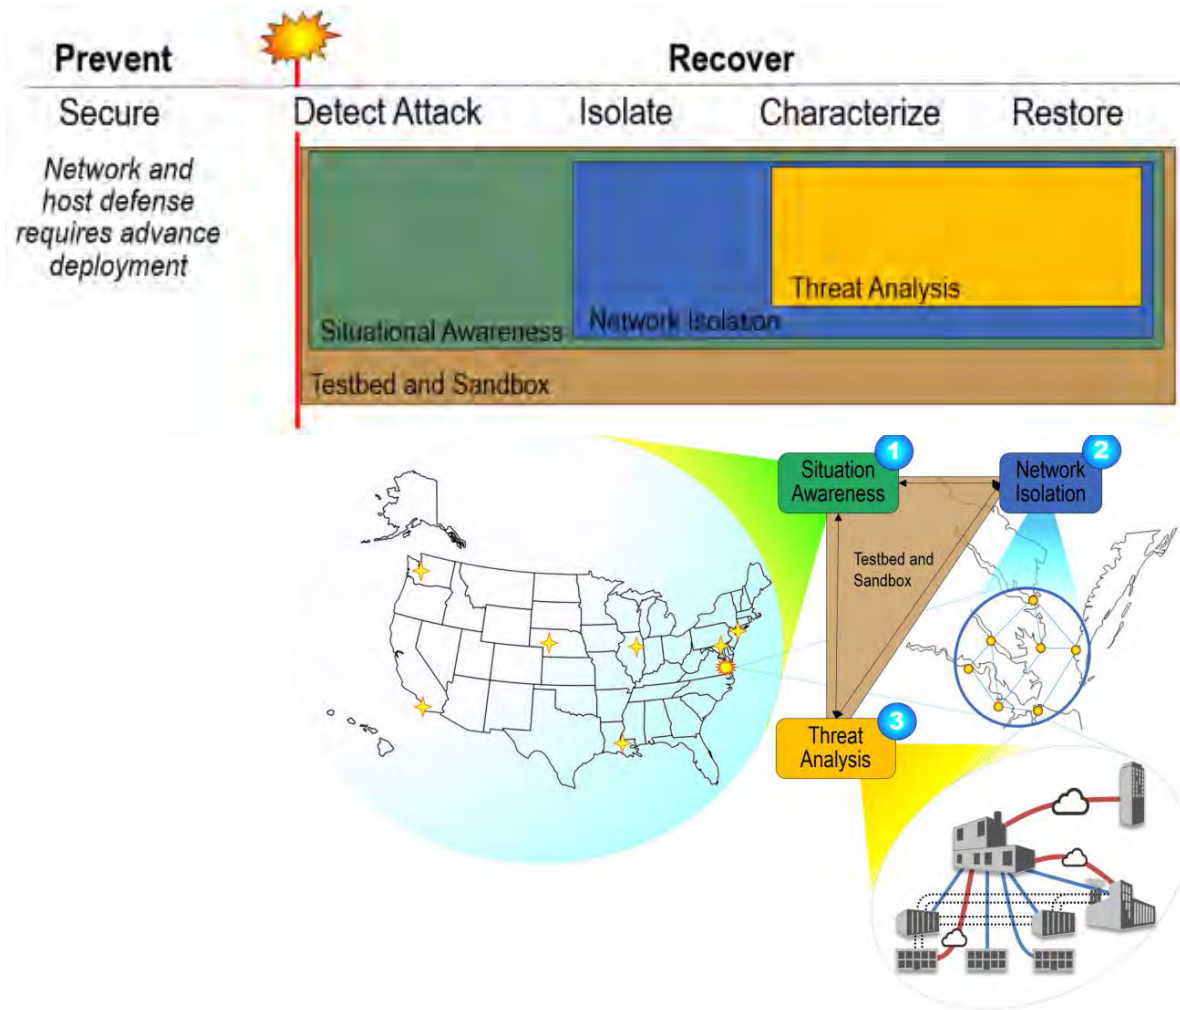 Prevent
Recover
Secure
Detect Attack
Isolate
Characterize
Restore
Network and
host defense
requires advance
deployment
Threat Analysis
Network Isolation
Situational Awareness
Testbed and Sandbox
1
Situation
Awareness
2
Network
Isolation
Testbed and
Sandbox
3
Threat
Analysis